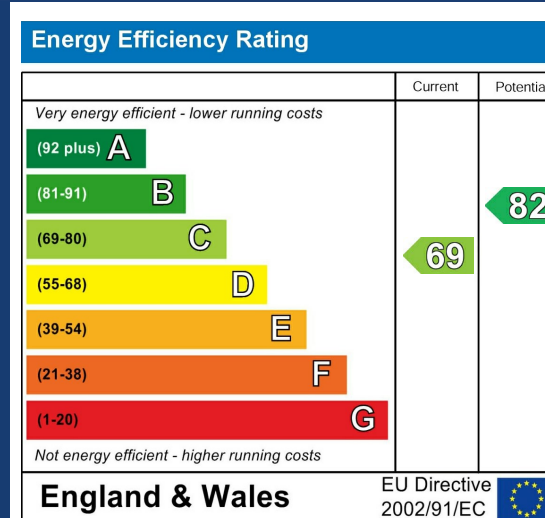 Energy Efficiency Rating
Current Potentia
Very energy efficient - lower running costs
(92 plus) A
(81-91) B
82
(69-80) C
69
(55-68) D
(39-54) E
(21-38) F
(1-20) G
Not energy efficient - higher running costs
England & Wales
EU Directive
2002/91/EC